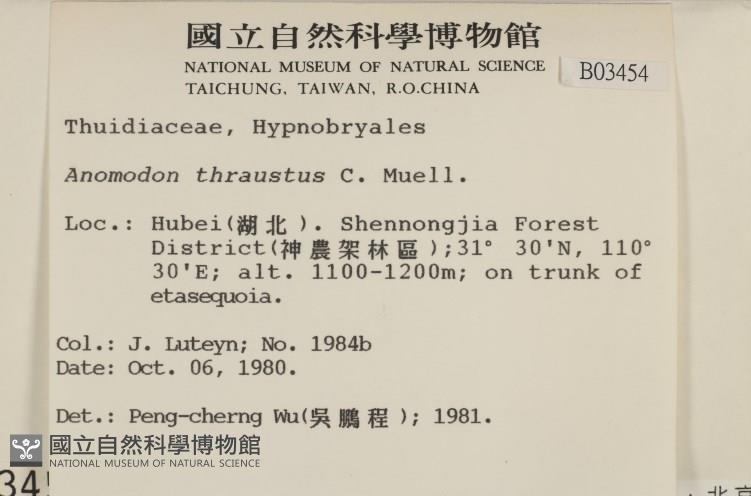 國立自然科學博物館
NATIONAL MUSEUM OF NATURAL SCIENCE
TAICHUNG, TAIWAN, R.O.CHINA
B03454
Thuidiaceae, Hypnobryales
Anomodon thraustus C. Muell.
Loc.: Hubei(湖北). Shennongjia Forest
District(神農架林區);31° 30'N, 110°
30'E; alt. 1100-1200m; on trunk of
etasequoia.
Col.: J. Luteyn; No. 1984b
Date: Oct. 06, 1980.
Det.: Peng-cherng Wu(吳鵬程); 1981.
國立自然科學博物館
NATIONAL MUSEUM OF NATURAL SCIENCE